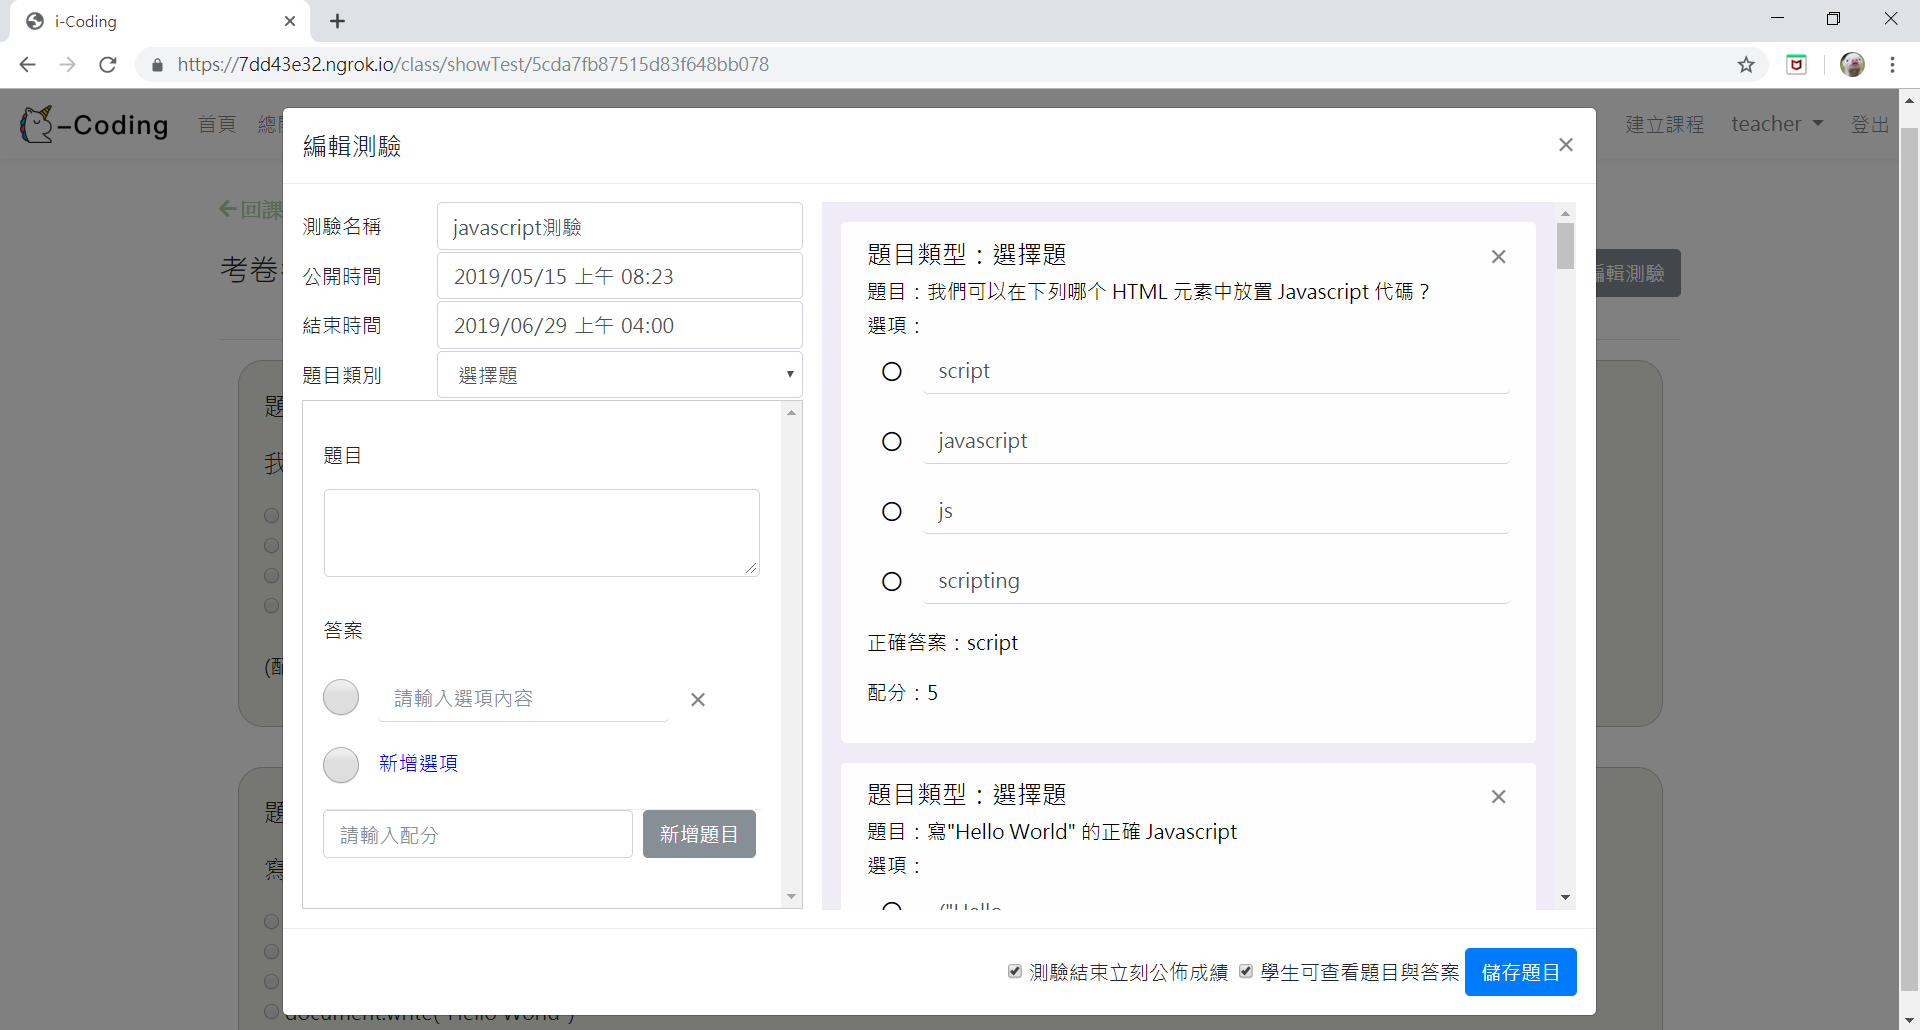 i-Coding
https://7dd43e32.ngrok.io/class/showTest/5cda7fb87515d83f648bb078
-Coding 首頁 建立課程 teacher 登出
編輯測驗
回課
考卷
編輯測驗
測驗名稱 javascript測驗
公開時間 2019/05/15 上午 08:23
結束時間 2019/06/29 上午 04:00
題目類別 選擇題
題目
答案
請輸入選項內容
新增選項
請輸入配分 新增題目
題目類型：選擇題
題目：我們可以在下列哪个 HTML 元素中放置 Javascript 代碼？
選項：
script
javascript
js
scripting
正確答案：script
配分：5
題目類型：選擇題
題目：寫"Hello World" 的正確 Javascript
選項：
("Hello
測驗結束立刻公佈成績 學生可查看題目與答案 儲存題目
題
我
題
寫
document.write("Hello World")